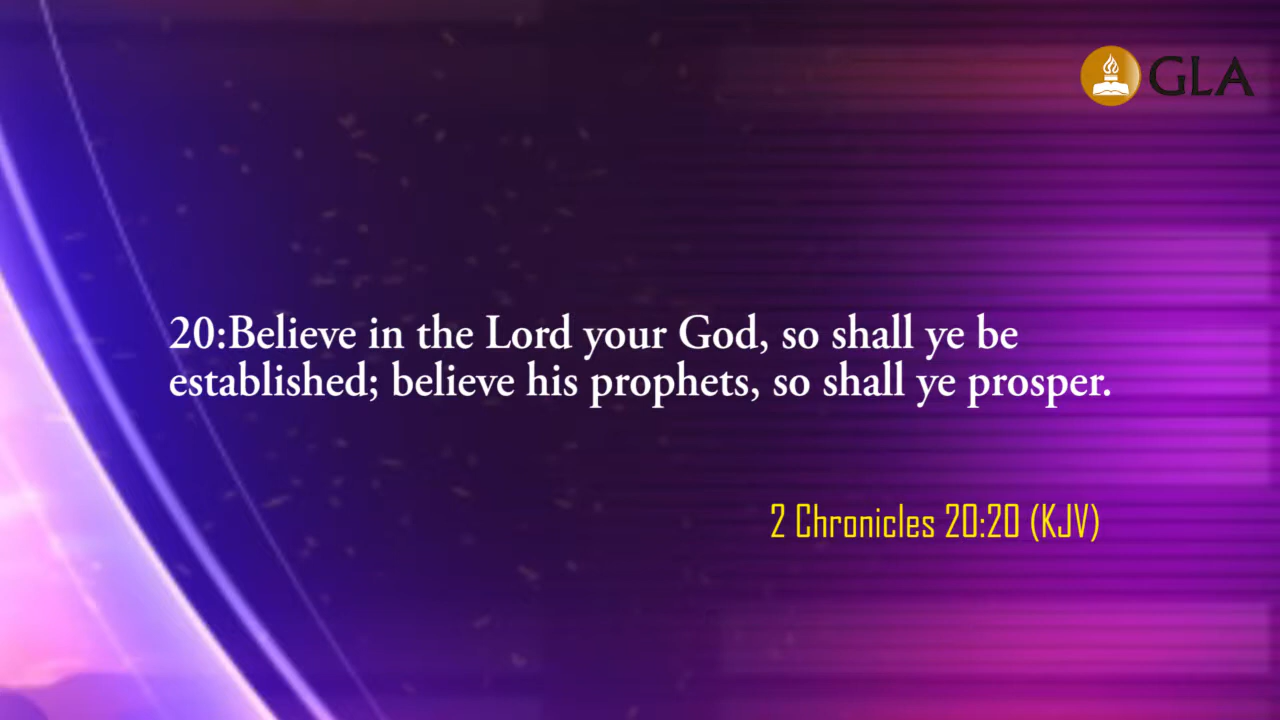 GLA
20:Believe in the Lord your God, so shall ye be
established; believe his prophets, so shall ye prosper.
2 Chronicles 20:20 (KJV)